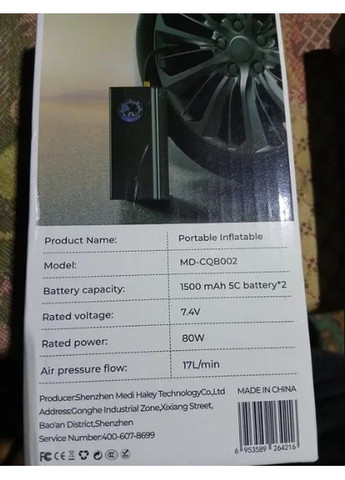 Product Name: Portable Inflatable
Model: MD-CQB002
Battery capacity: 1500 mAh 5C battery*2
Rated voltage: 7.4V
Rated power: 80W
Air pressure flow: 17L/min
Producer:Shenzhen Medi Haley TechnologyCo,Ltd
Address:Gonghe Industrial Zone,Xixiang Street,
Bao'an District,Shenzhen
Service Number:400-607-8699
MADE IN CHINA
6 953589 264216